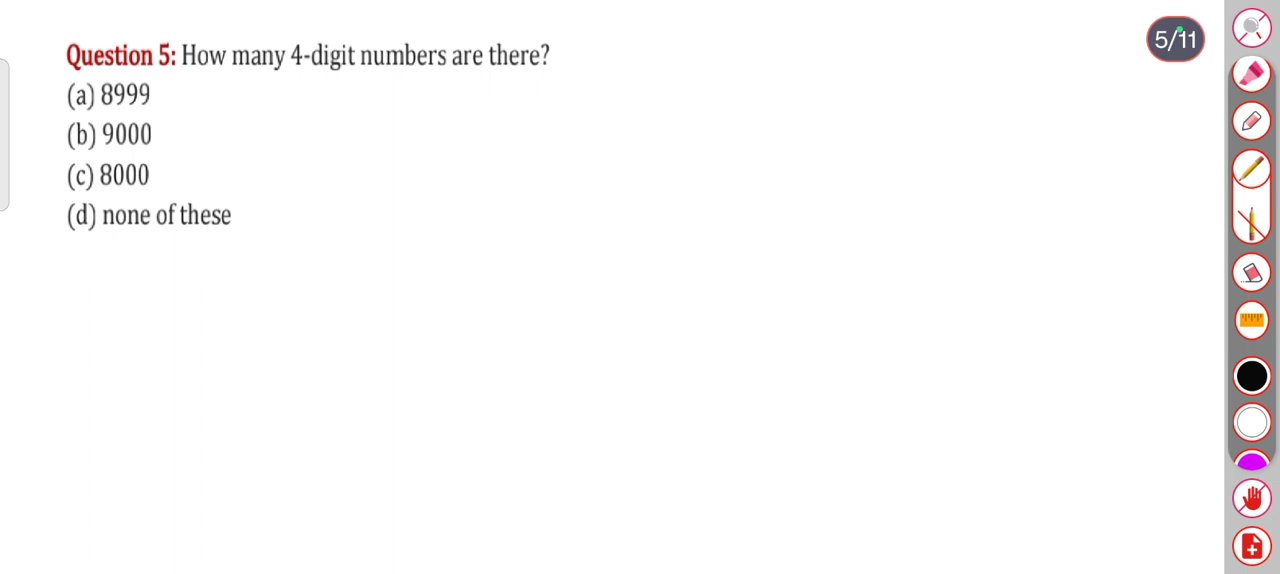 Question 5: How many 4-digit numbers are there?
(a) 8999
(b) 9000
(c) 8000
(d) none of these
5/11